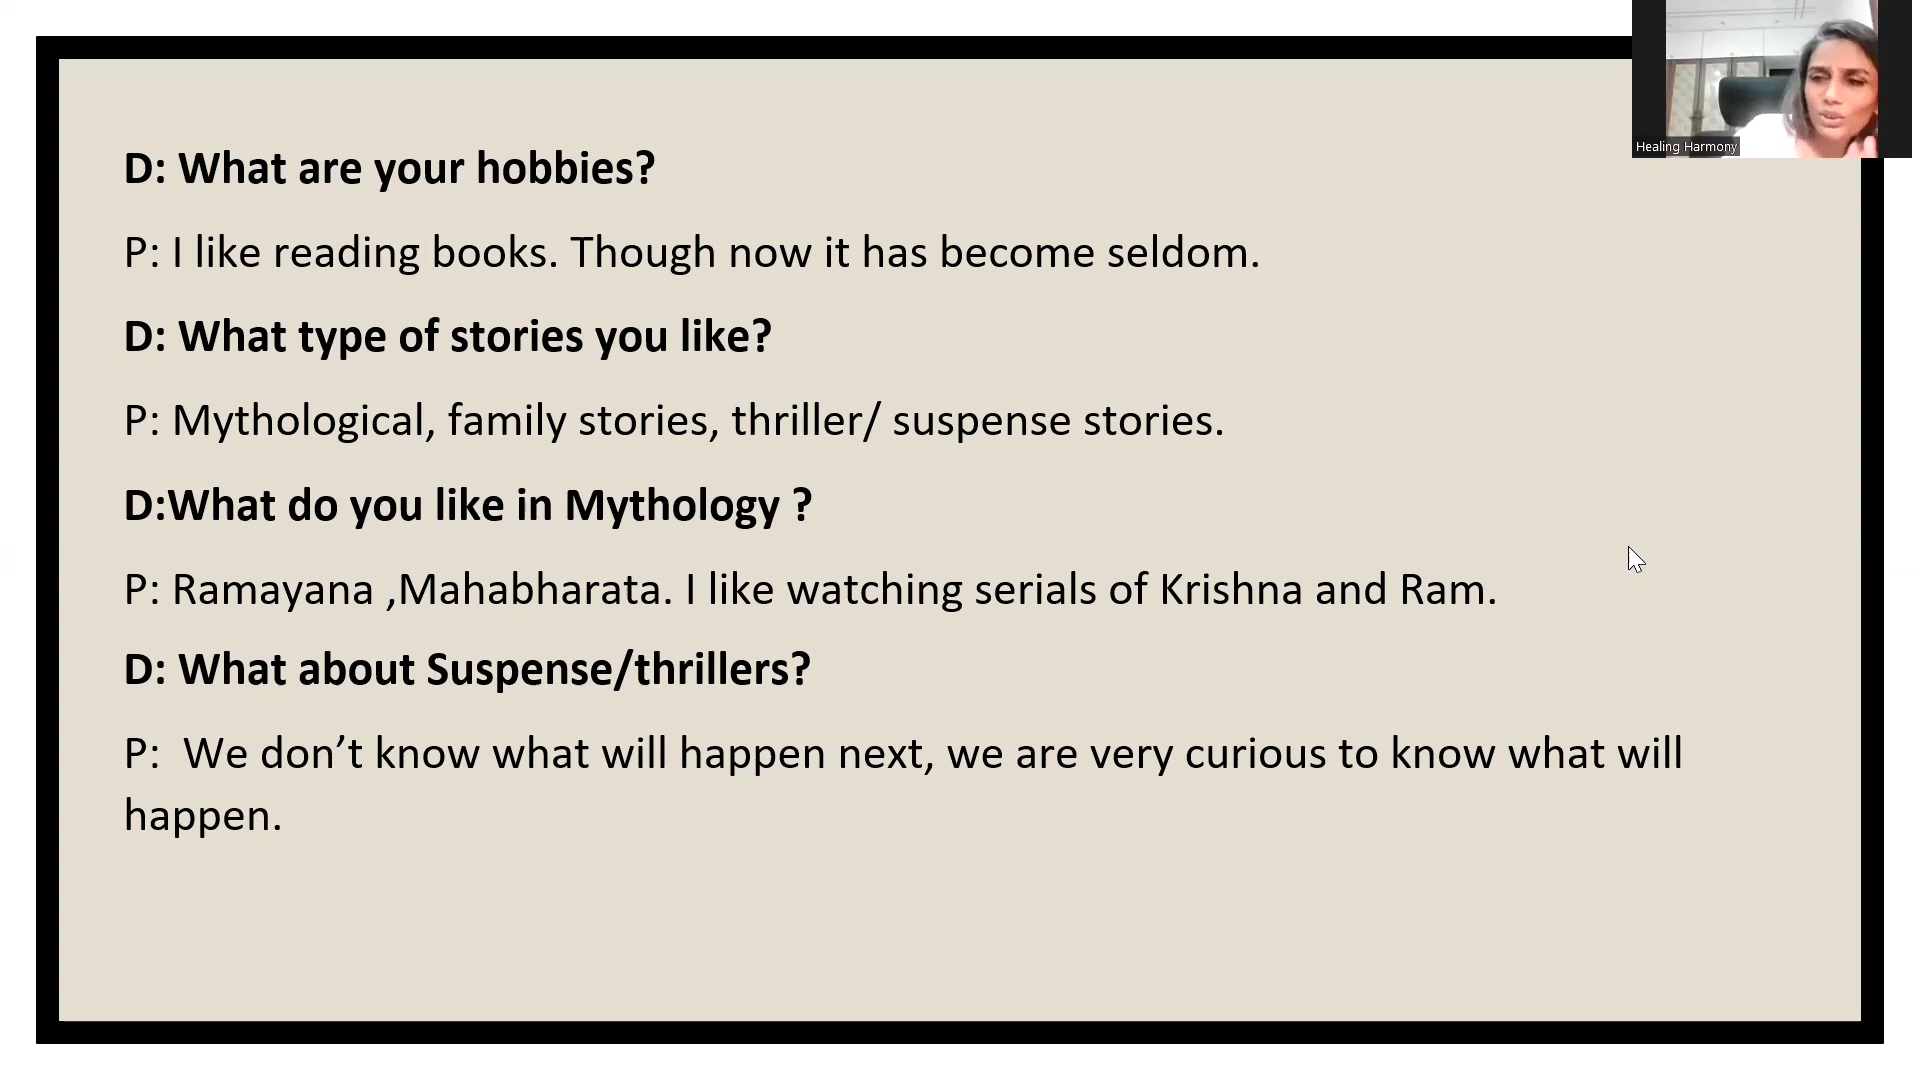 Healing Harmony
D: What are your hobbies?
P: I like reading books. Though now it has become seldom.
D: What type of stories you like?
P: Mythological, family stories, thriller/ suspense stories.
D:What do you like in Mythology ?
P: Ramayana ,Mahabharata. I like watching serials of Krishna and Ram.
D: What about Suspense/thrillers?
P:  We don’t know what will happen next, we are very curious to know what will
happen.